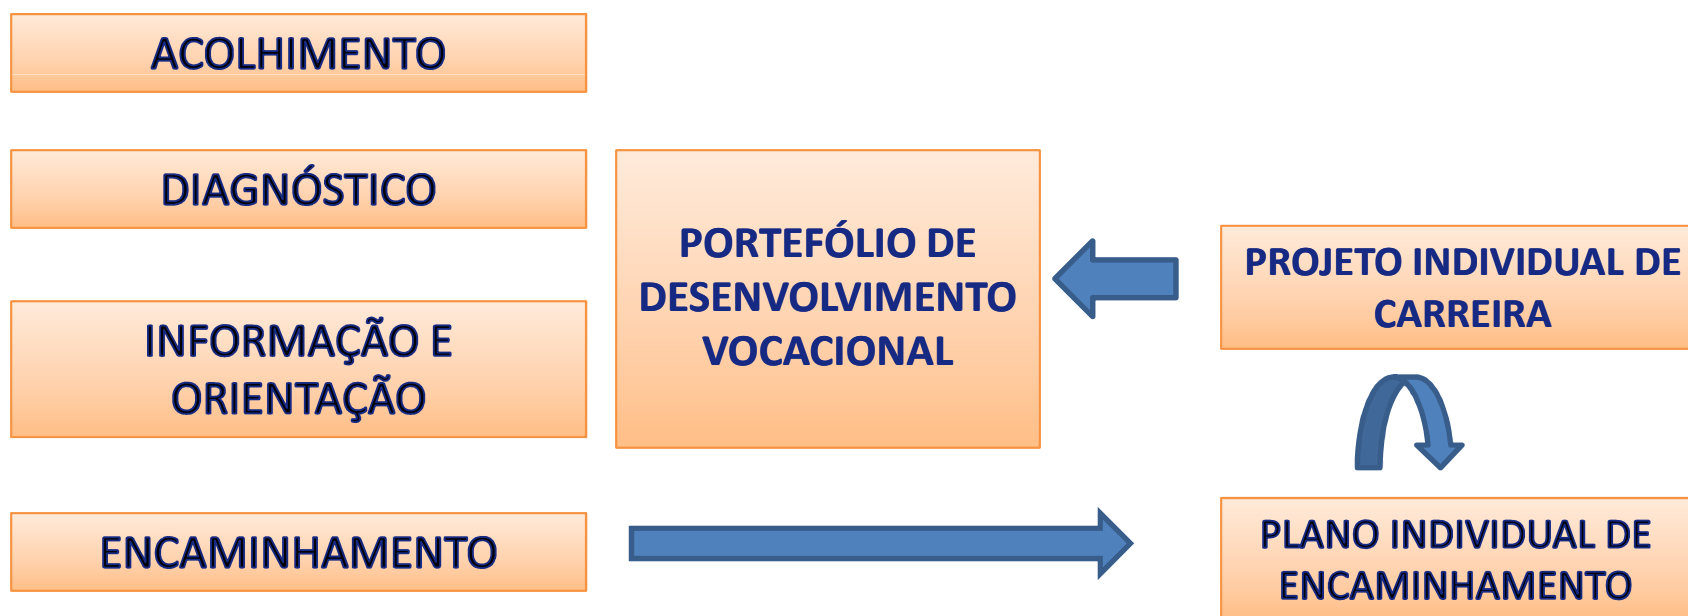 ACOLHIMENTO
DIAGNÓSTICO
INFORMAÇÃO E
ORIENTAÇÃO
ENCAMINHAMENTO
PORTEFÓLIO DE
DESENVOLVIMENTO
VOCACIONAL
PROJETO INDIVIDUAL DE
CARREIRA
PLANO INDIVIDUAL DE
ENCAMINHAMENTO